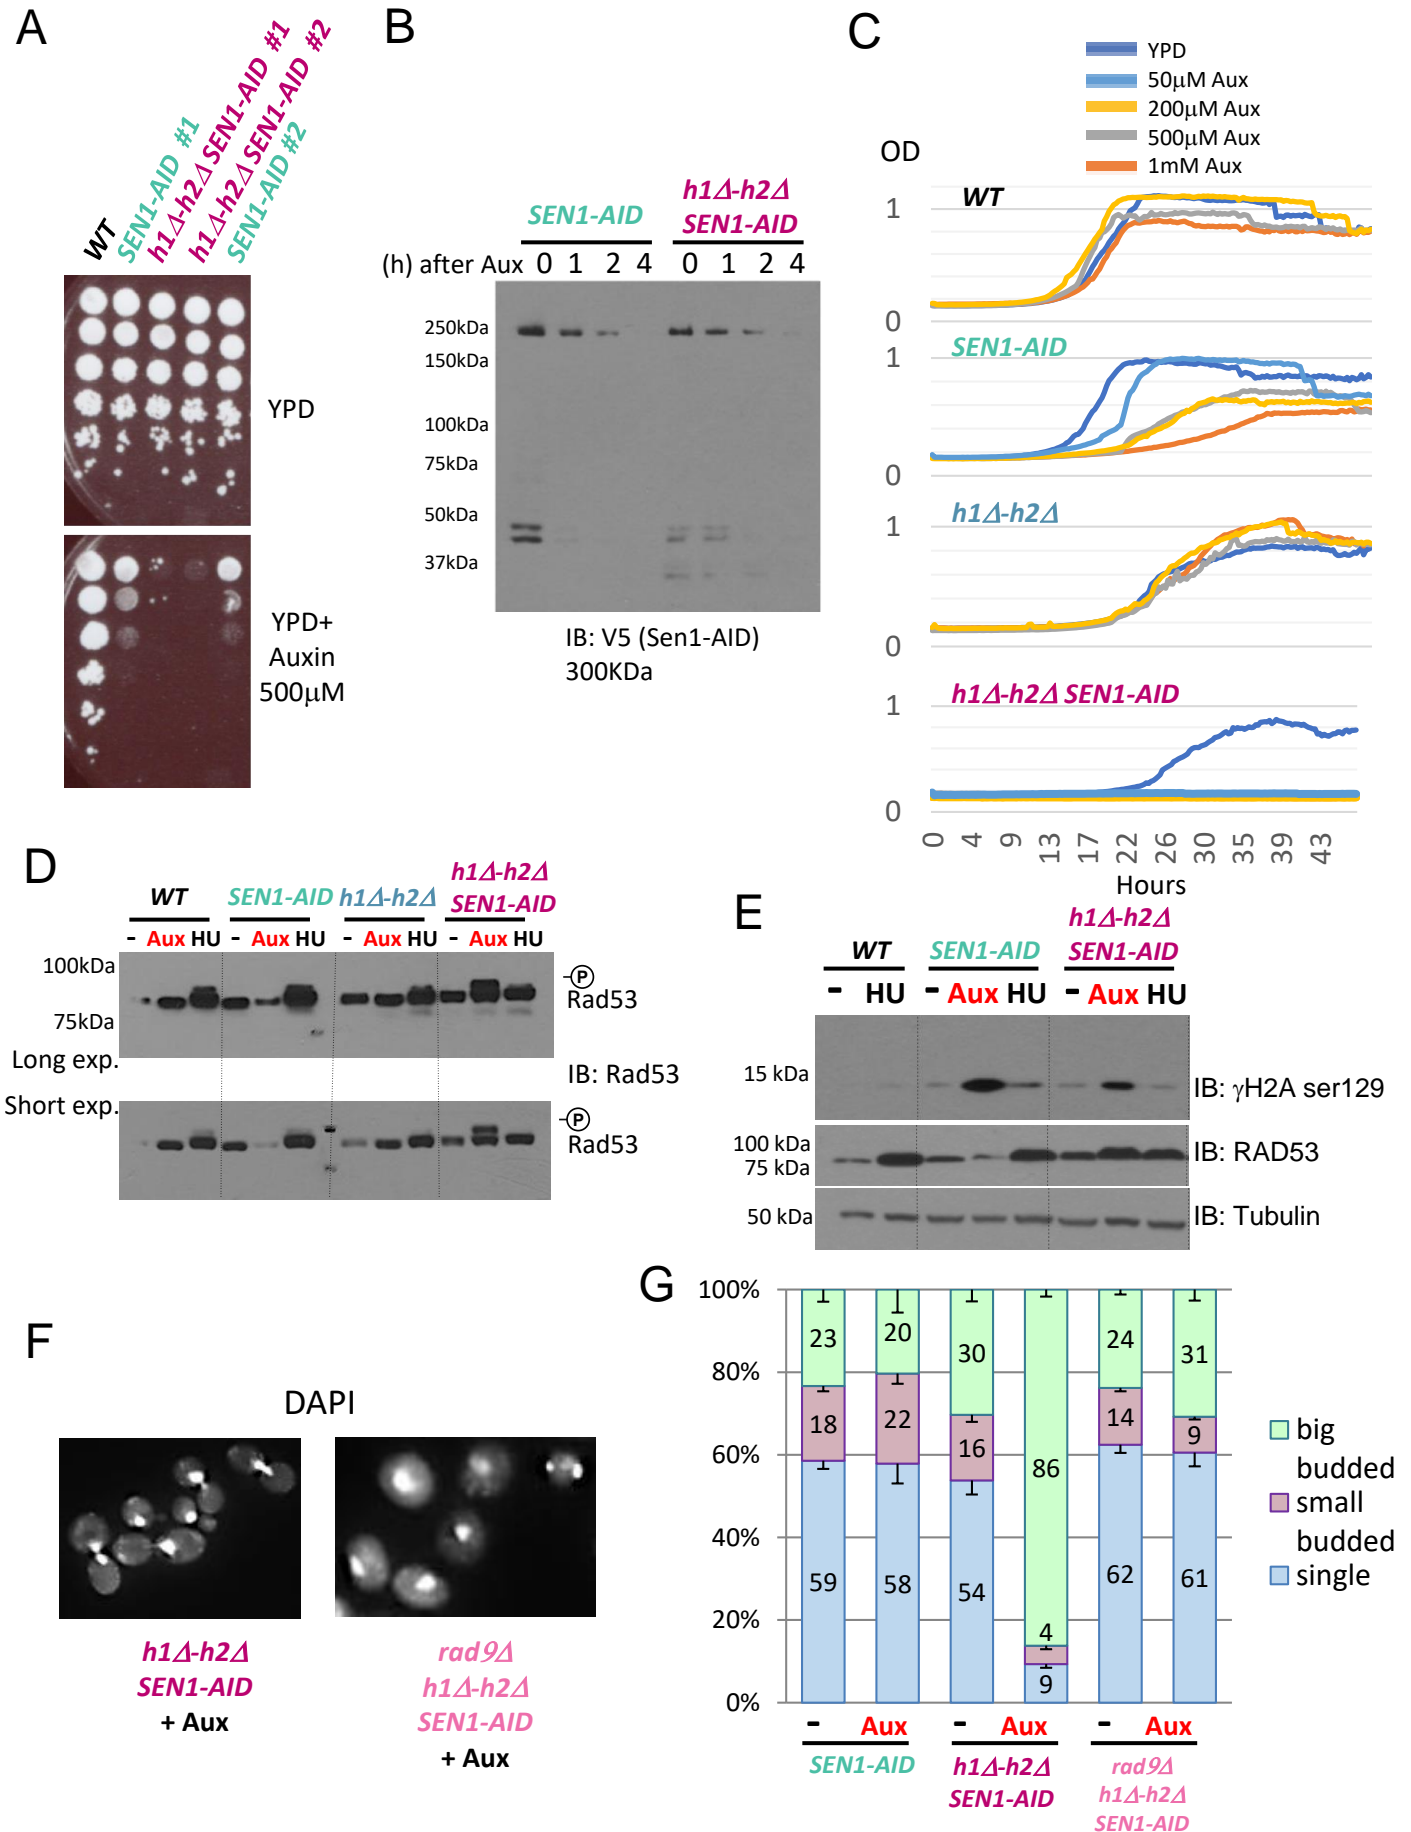 A
WT
SEN1-AID #1
h1Δ-h2Δ SEN1-AID #1
h1Δ-h2Δ SEN1-AID #2
SEN1-AID #2
YPD
YPD+
Auxin
500μM
B
SEN1-AID
h1Δ-h2Δ
SEN1-AID
(h) after Aux 0 1 2 4 0 1 2 4
250kDa
150kDa
100kDa
75kDa
50kDa
37kDa
IB: V5 (Sen1-AID)
300KDa
C
YPD
50μM Aux
200μM Aux
500μM Aux
1mM Aux
OD
WT
1
0
SEN1-AID
1
0
h1Δ-h2Δ
1
0
h1Δ-h2Δ SEN1-AID
1
0
0 4 9 13 17 22 26 30 35 39 43
Hours
D
WT
SEN1-AID
h1Δ-h2Δ
h1Δ-h2Δ
SEN1-AID
- Aux HU - Aux HU - Aux HU - Aux HU
100kDa
75kDa
P
Rad53
Long exp.
IB: Rad53
Short exp.
P
Rad53
E
WT
SEN1-AID
h1Δ-h2Δ
SEN1-AID
- HU - Aux HU - Aux HU
15 kDa
IB: γH2A ser129
100 kDa
75 kDa
IB: RAD53
50 kDa
IB: Tubulin
F
DAPI
h1Δ-h2Δ
SEN1-AID
+ Aux
rad9Δ
h1Δ-h2Δ
SEN1-AID
+ Aux
G
100%
80%
60%
40%
20%
0%
23 20 30 86 24 31
18 22 16 4 14 9
59 58 54 9 62 61
big
budded
small
budded
single
- Aux - Aux - Aux
SEN1-AID
h1Δ-h2Δ
SEN1-AID
rad9Δ
h1Δ-h2Δ
SEN1-AID